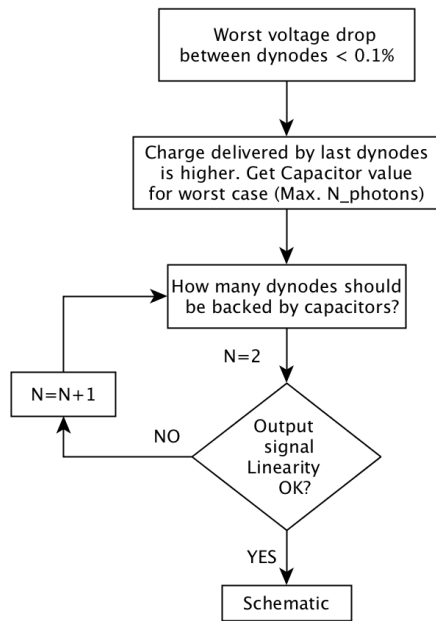 Worst voltage drop
between dynodes < 0.1%
Charge delivered by last dynodes
is higher. Get Capacitor value
for worst case (Max. N_photons)
How many dynodes should
be backed by capacitors?
N=2
N=N+1
NO
Output
signal
Linearity
OK?
YES
Schematic